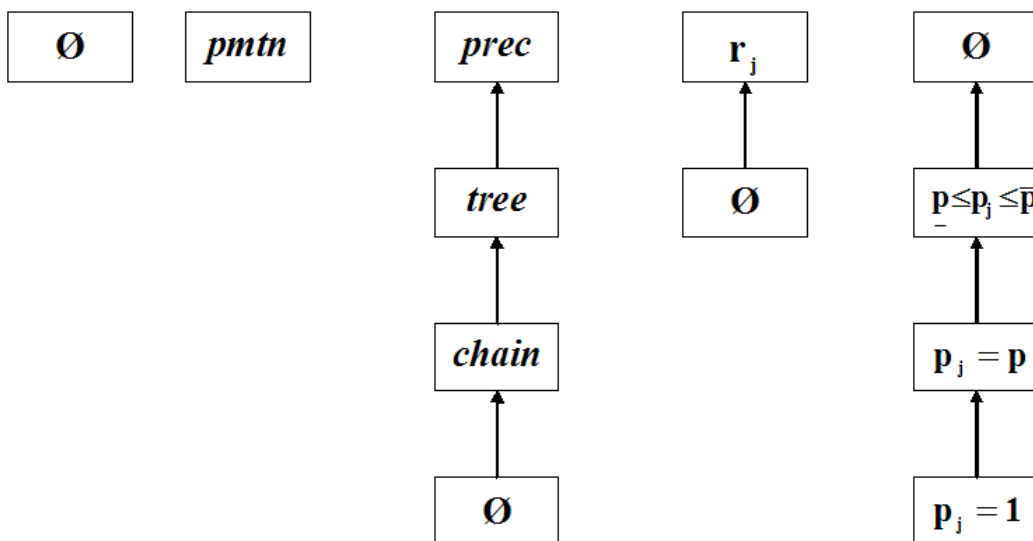 Ø pmtn prec r_j Ø
tree Ø p̲≤p_j≤p̅
chain p_j = p
Ø p_j = 1